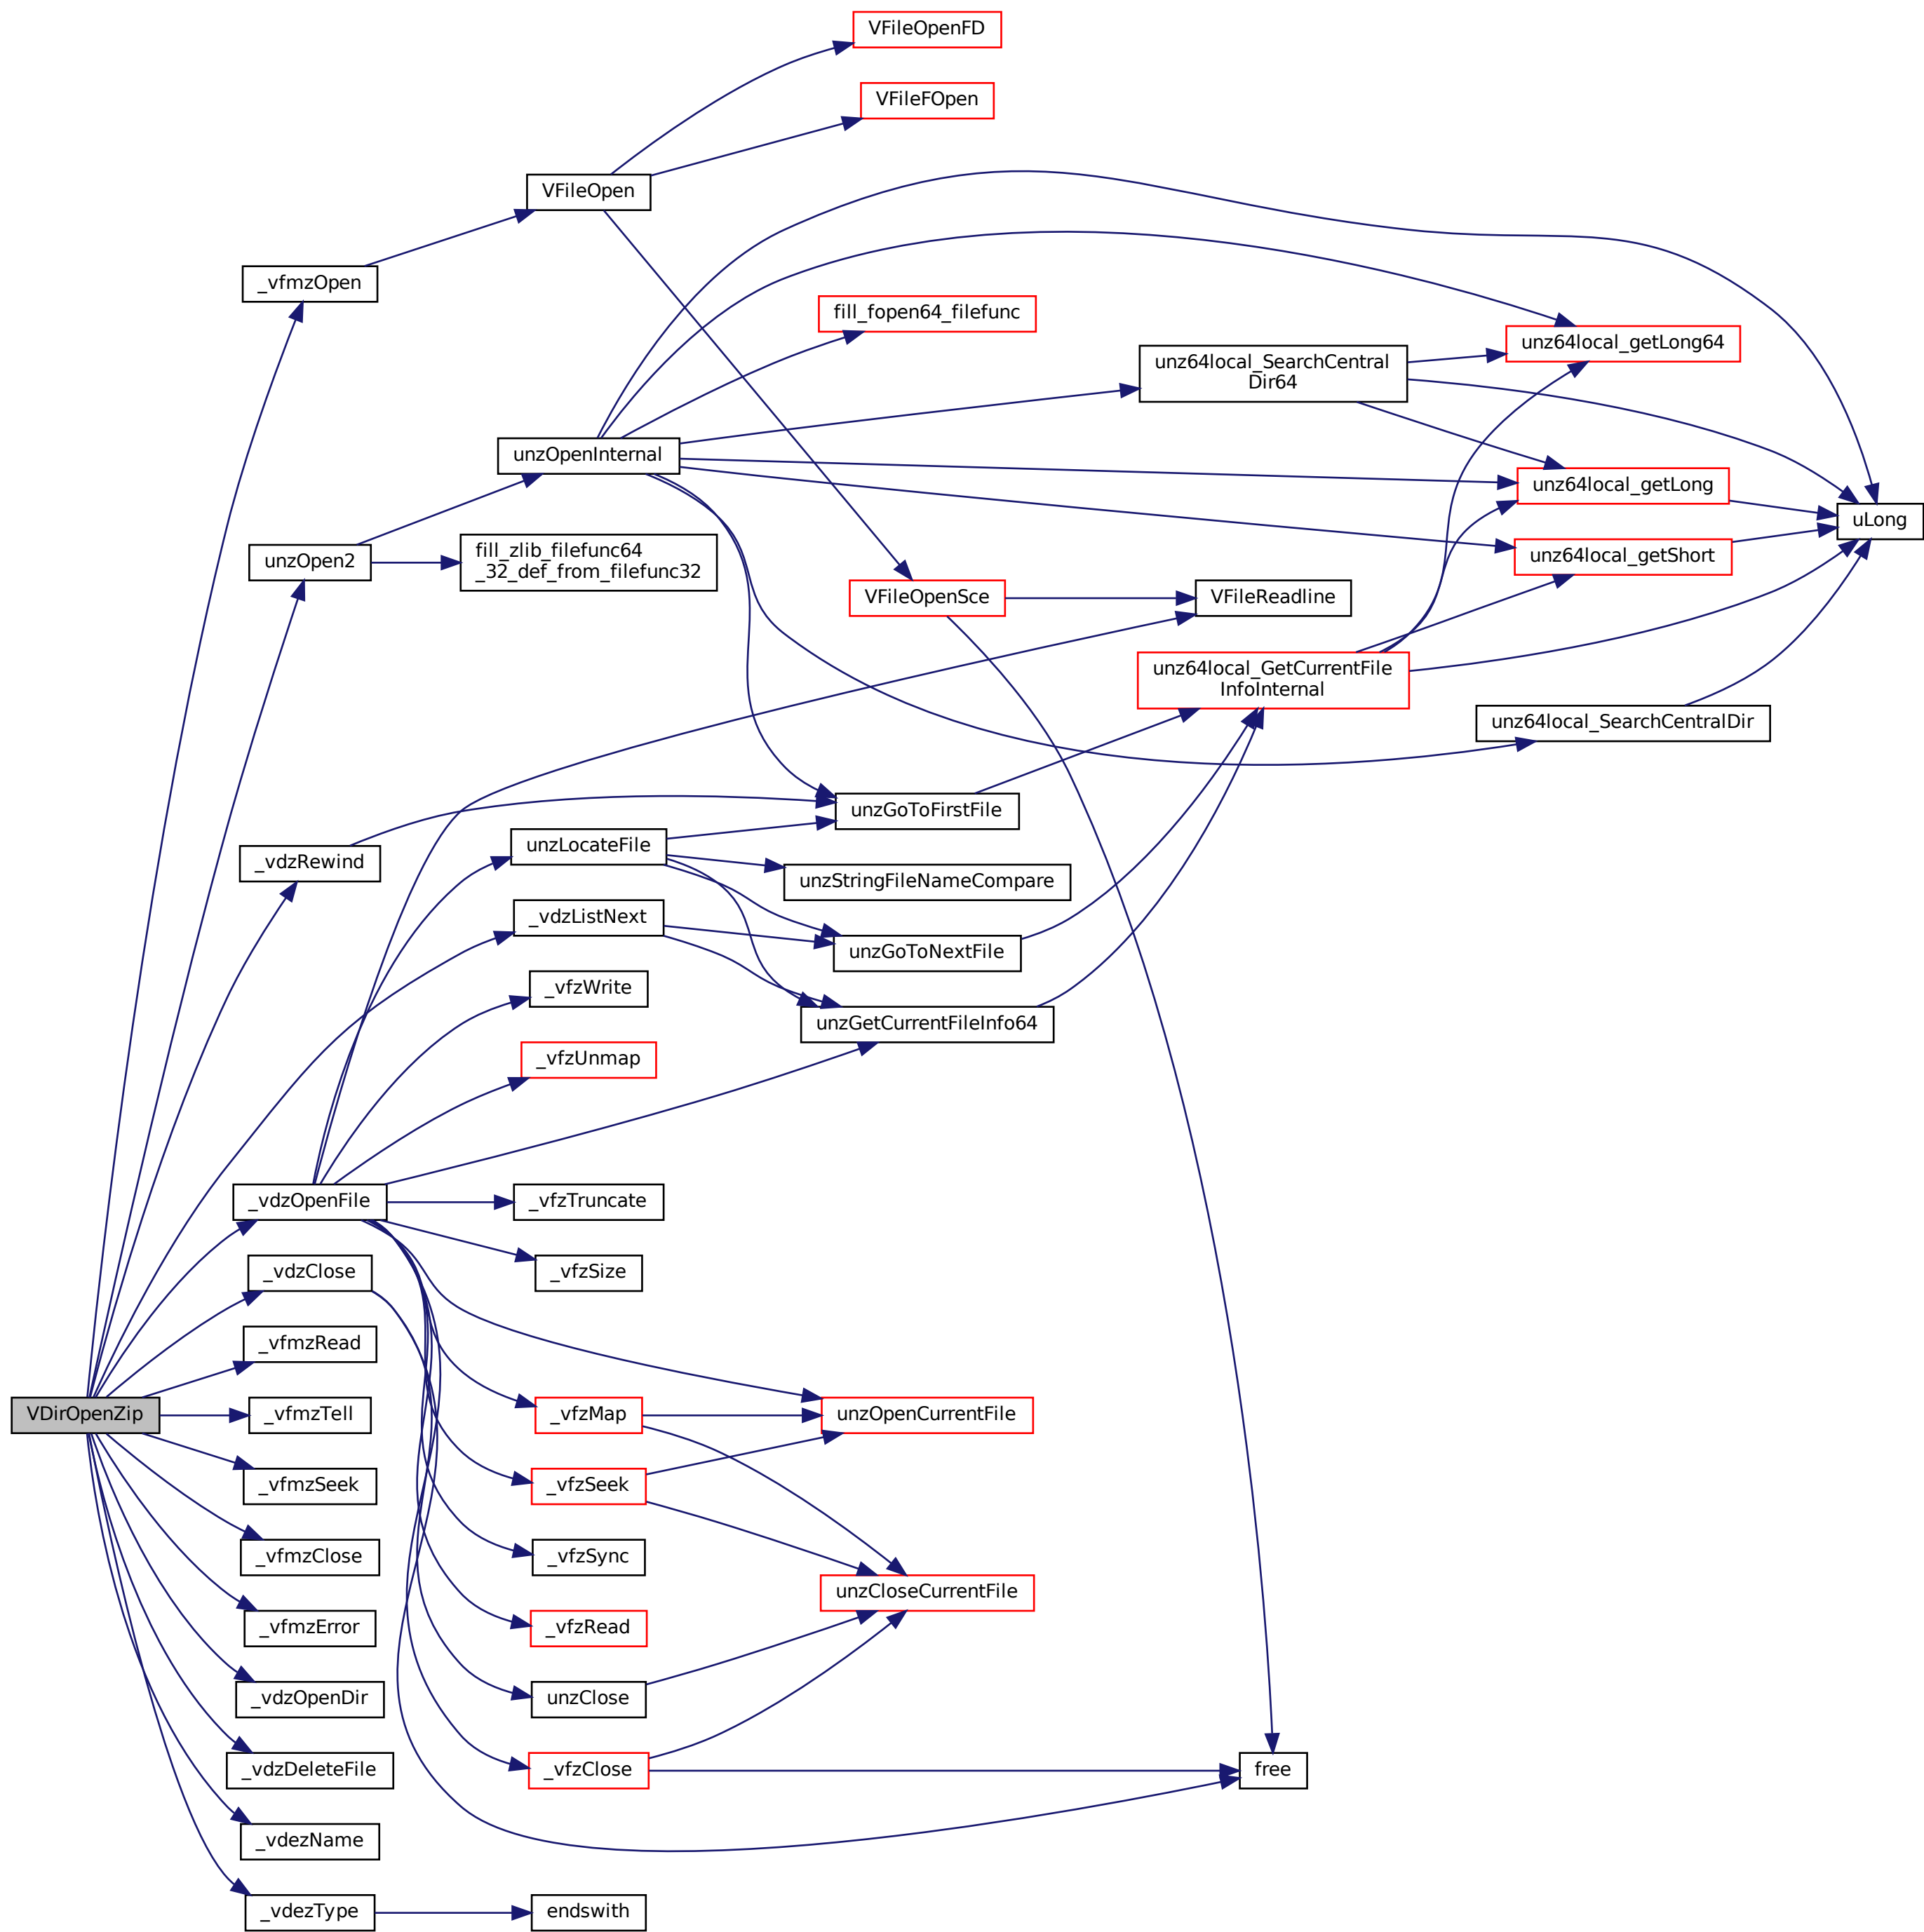 VFileOpenFD
VFileFOpen
VFileOpen
_vfmzOpen
fill_fopen64_filefunc
unz64local_getLong64
unz64local_SearchCentral
Dir64
unzOpenInternal
unz64local_getLong
uLong
unzOpen2
fill_zlib_filefunc64
_32_def_from_filefunc32
unz64local_getShort
VFileOpenSce
VFileReadline
unz64local_GetCurrentFile
InfoInternal
unz64local_SearchCentralDir
unzGoToFirstFile
unzLocateFile
_vdzRewind
unzStringFileNameCompare
_vdzListNext
unzGoToNextFile
_vfzWrite
unzGetCurrentFileInfo64
_vfzUnmap
_vdzOpenFile
_vfzTruncate
_vdzClose
_vfzSize
_vfmzRead
VDirOpenZip
_vfmzTell
_vfzMap
unzOpenCurrentFile
_vfmzSeek
_vfzSeek
_vfmzClose
_vfzSync
unzCloseCurrentFile
_vfmzError
_vfzRead
_vdzOpenDir
unzClose
_vdzDeleteFile
_vfzClose
free
_vdezName
_vdezType
endswith